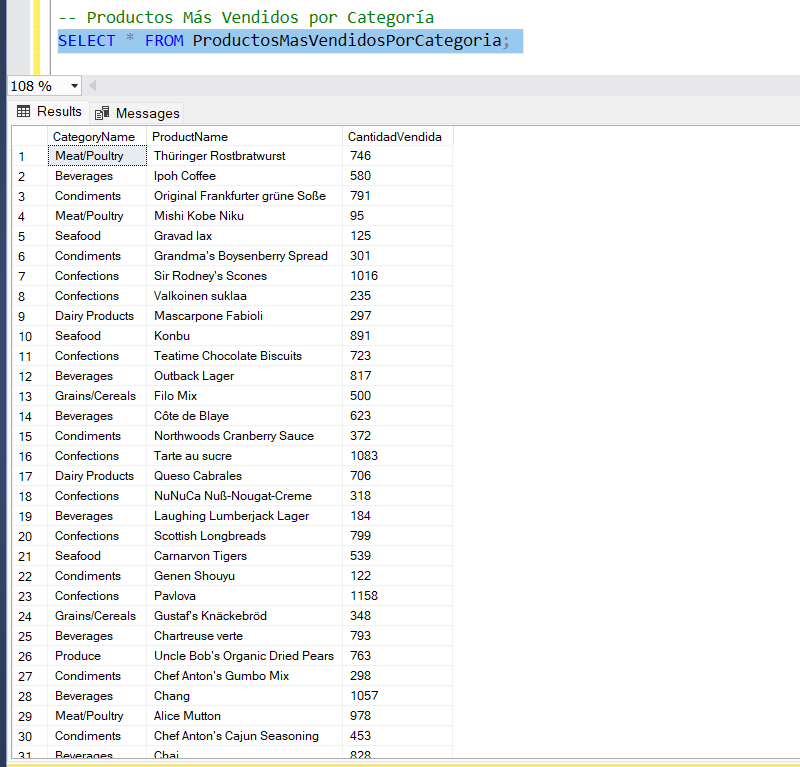 -- Productos Más Vendidos por Categoría
SELECT * FROM ProductosMasVendidosPorCategoria;
108 %
Results Messages
CategoryName ProductName CantidadVendida
1 Meat/Poultry Thüringer Rostbratwurst 746
2 Beverages Ipoh Coffee 580
3 Condiments Original Frankfurter grüne Soße 791
4 Meat/Poultry Mishi Kobe Niku 95
5 Seafood Gravad lax 125
6 Condiments Grandma's Boysenberry Spread 301
7 Confections Sir Rodney's Scones 1016
8 Confections Valkoinen suklaa 235
9 Dairy Products Mascarpone Fabioli 297
10 Seafood Konbu 891
11 Confections Teatime Chocolate Biscuits 723
12 Beverages Outback Lager 817
13 Grains/Cereals Filo Mix 500
14 Beverages Côte de Blaye 623
15 Condiments Northwoods Cranberry Sauce 372
16 Confections Tarte au sucre 1083
17 Dairy Products Queso Cabrales 706
18 Confections NuNuCa Nuß-Nougat-Creme 318
19 Beverages Laughing Lumberjack Lager 184
20 Confections Scottish Longbreads 799
21 Seafood Carnarvon Tigers 539
22 Condiments Genen Shouyu 122
23 Confections Pavlova 1158
24 Grains/Cereals Gustaf's Knäckebröd 348
25 Beverages Chartreuse verte 793
26 Produce Uncle Bob's Organic Dried Pears 763
27 Condiments Chef Anton's Gumbo Mix 298
28 Beverages Chang 1057
29 Meat/Poultry Alice Mutton 978
30 Condiments Chef Anton's Cajun Seasoning 453
31 Beverages Chai 828